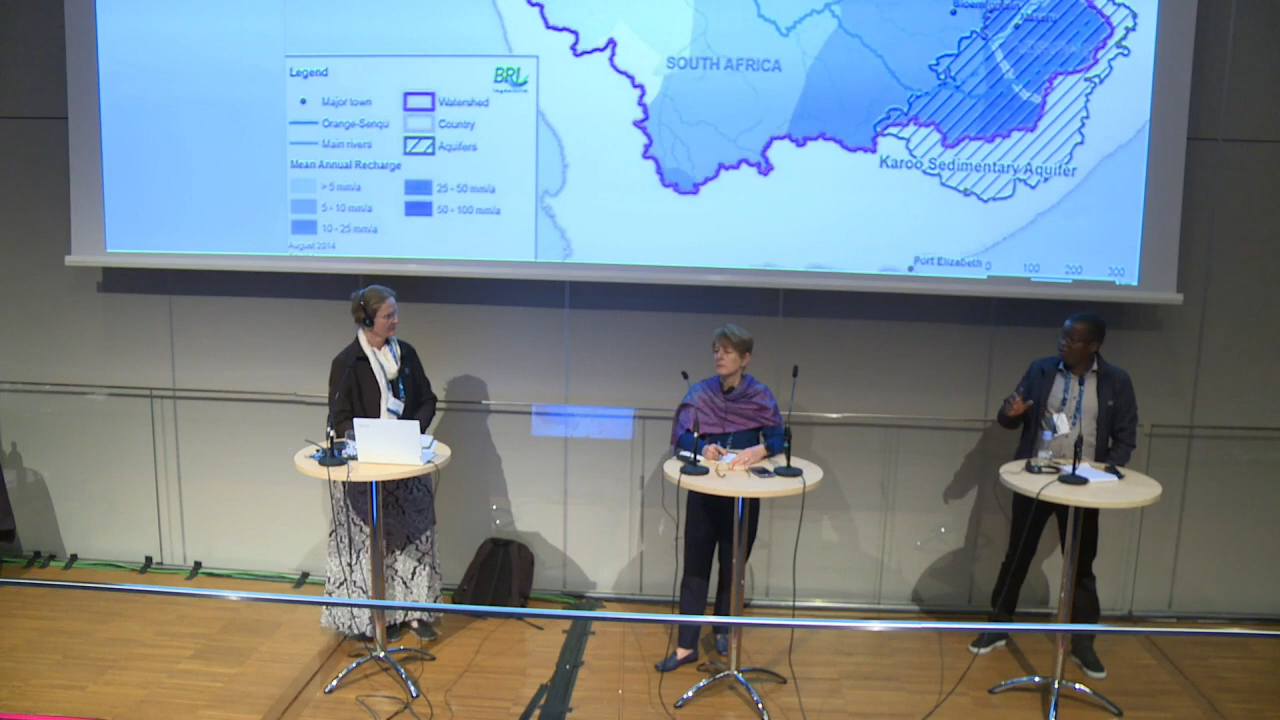 Bloemfontein
Maseru
SOUTH AFRICA
Legend
BRL
Major town
Watershed
Orange-Senqu
Country
Main rivers
Aquifers
Mean Annual Recharge
> 5 mm/a
25 - 50 mm/a
5 - 10 mm/a
50 - 100 mm/a
10 - 25 mm/a
August 2014
Karoo Sedimentary Aquifer
Port Elizabeth
0 100 200 300